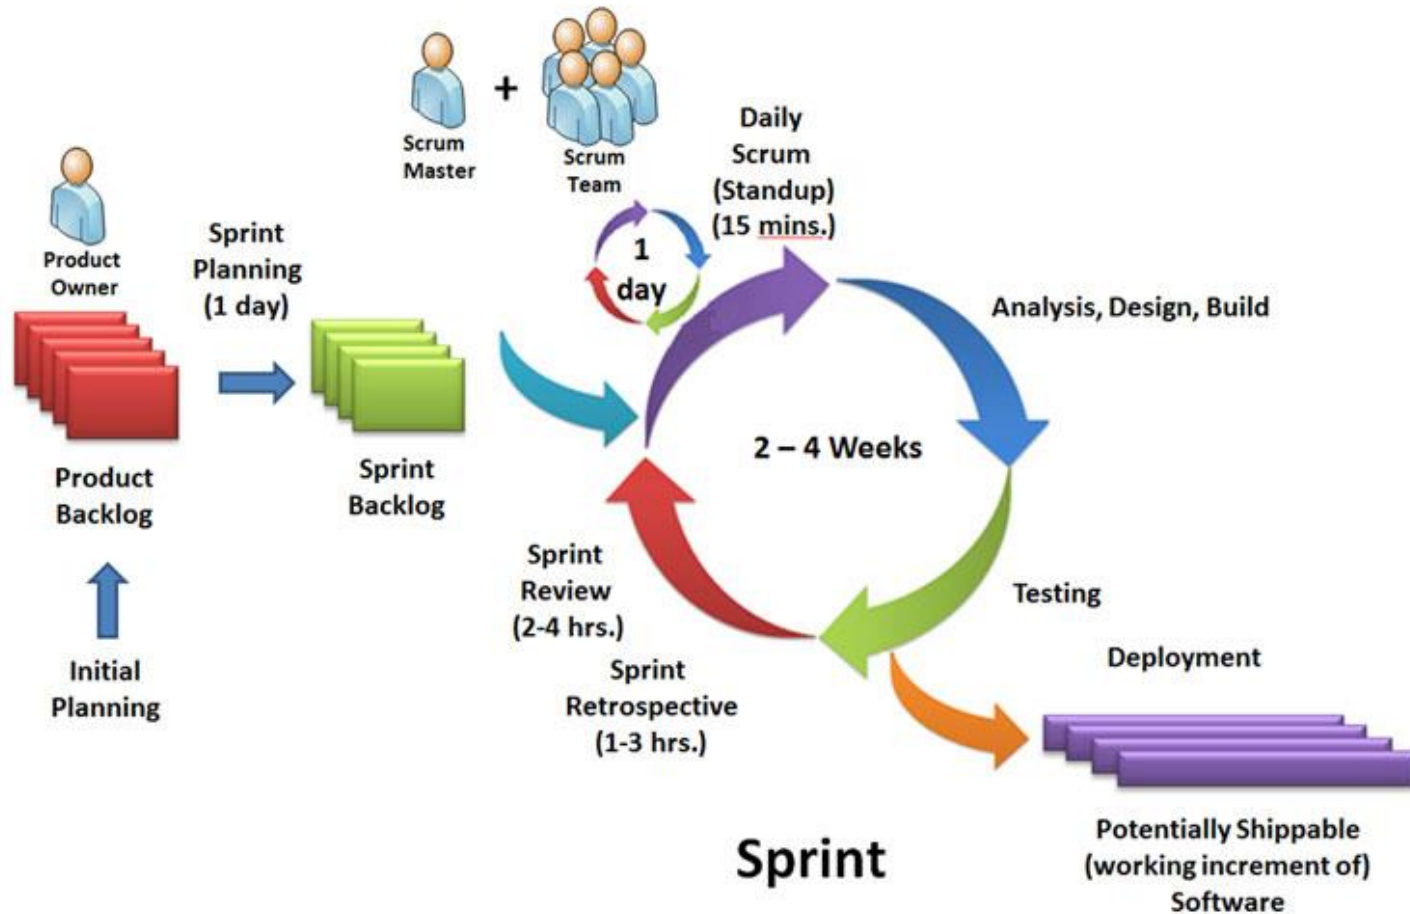 Scrum
Master
+
Scrum
Team
Daily
Scrum
(Standup)
(15 mins.)
Product
Owner
Sprint
Planning
(1 day)
1
day
Analysis, Design, Build
2 – 4 Weeks
Product
Backlog
Sprint
Backlog
Sprint
Review
(2-4 hrs.)
Testing
Initial
Planning
Sprint
Retrospective
(1-3 hrs.)
Deployment
Sprint
Potentially Shippable
(working increment of)
Software